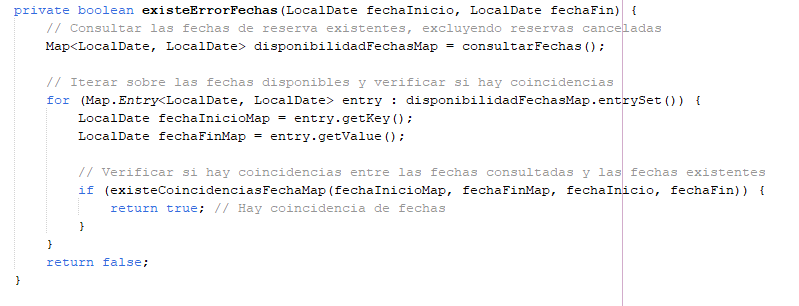 private boolean existeErrorFechas(LocalDate fechaInicio, LocalDate fechaFin) {
// Consultar las fechas de reserva existentes, excluyendo reservas canceladas
Map<LocalDate, LocalDate> disponibilidadFechasMap = consultarFechas();
// Iterar sobre las fechas disponibles y verificar si hay coincidencias
for (Map.Entry<LocalDate, LocalDate> entry : disponibilidadFechasMap.entrySet()) {
LocalDate fechaInicioMap = entry.getKey();
LocalDate fechaFinMap = entry.getValue();
// Verificar si hay coincidencias entre las fechas consultadas y las fechas existentes
if (existeCoincidenciasFechaMap(fechaInicioMap, fechaFinMap, fechaInicio, fechaFin)) {
return true; // Hay coincidencia de fechas
}
}
return false;
}